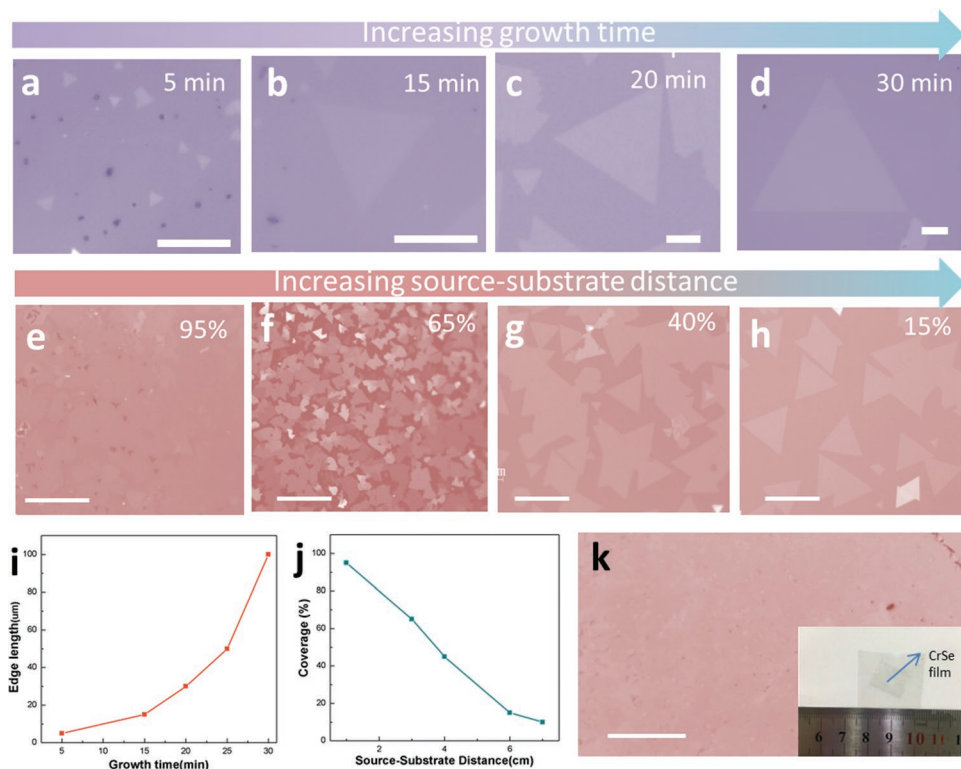 Increasing growth time
a 5 min
b 15 min
c 20 min
d 30 min
Increasing source-substrate distance
e 95%
f 65%
g 40%
h 15%
i
100
80
60
40
20
0
Edge length(um)
5 10 15 20 25 30
Growth time(min)
j
100
80
60
40
20
0
Coverage (%)
2 4 6
Source-Substrate Distance(cm)
k
CrSe
film
6 7 8 9 10 11 1